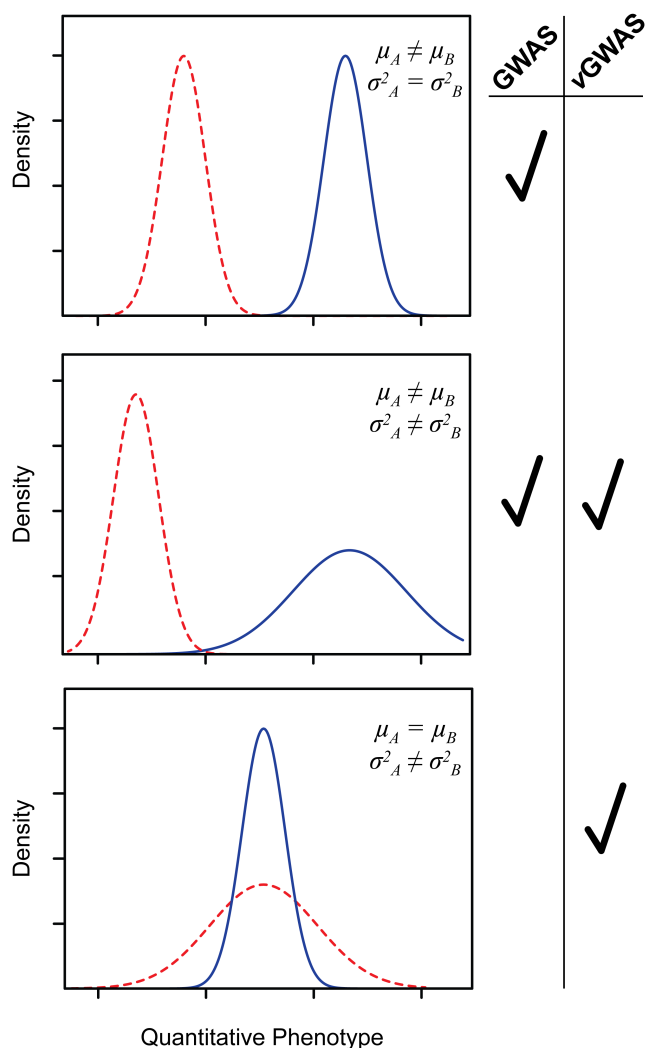 GWAS
vGWAS
μA ≠ μB
σ²A = σ²B
Density
μA ≠ μB
σ²A ≠ σ²B
Density
μA = μB
σ²A ≠ σ²B
Density
Quantitative Phenotype